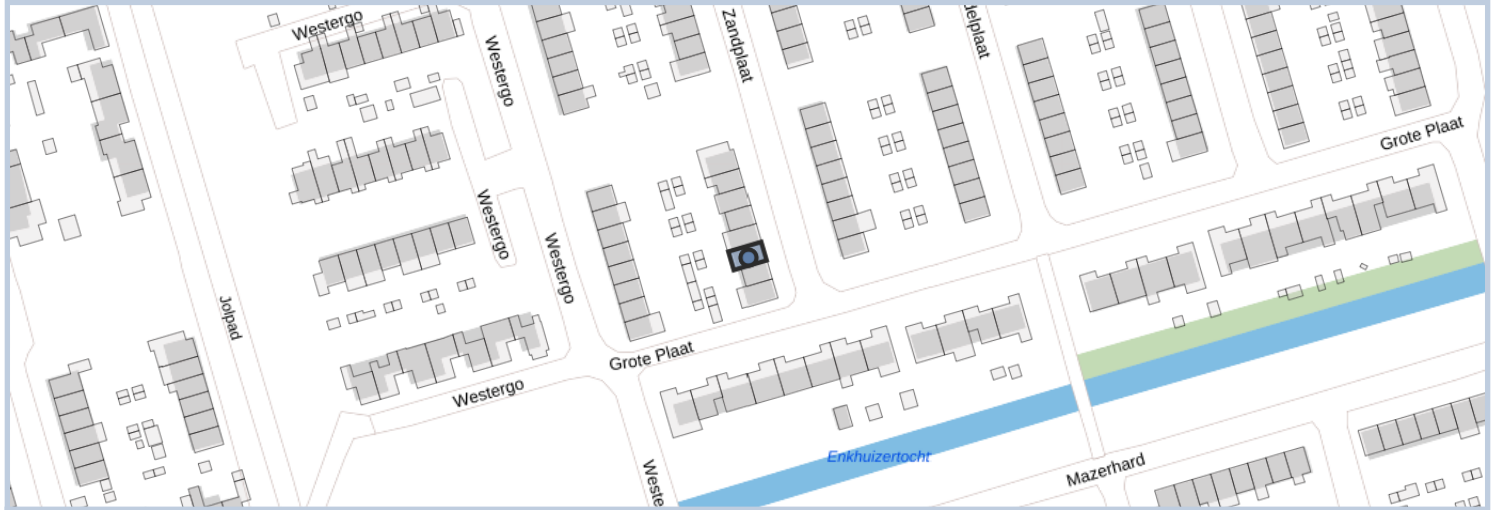 Westergo
Zandplaat
delplaat
Westergo
Grote Plaat
Westergo
Westergo
Jolpad
Grote Plaat
Westergo
Enkhuizertocht
Mazerhard
Weste